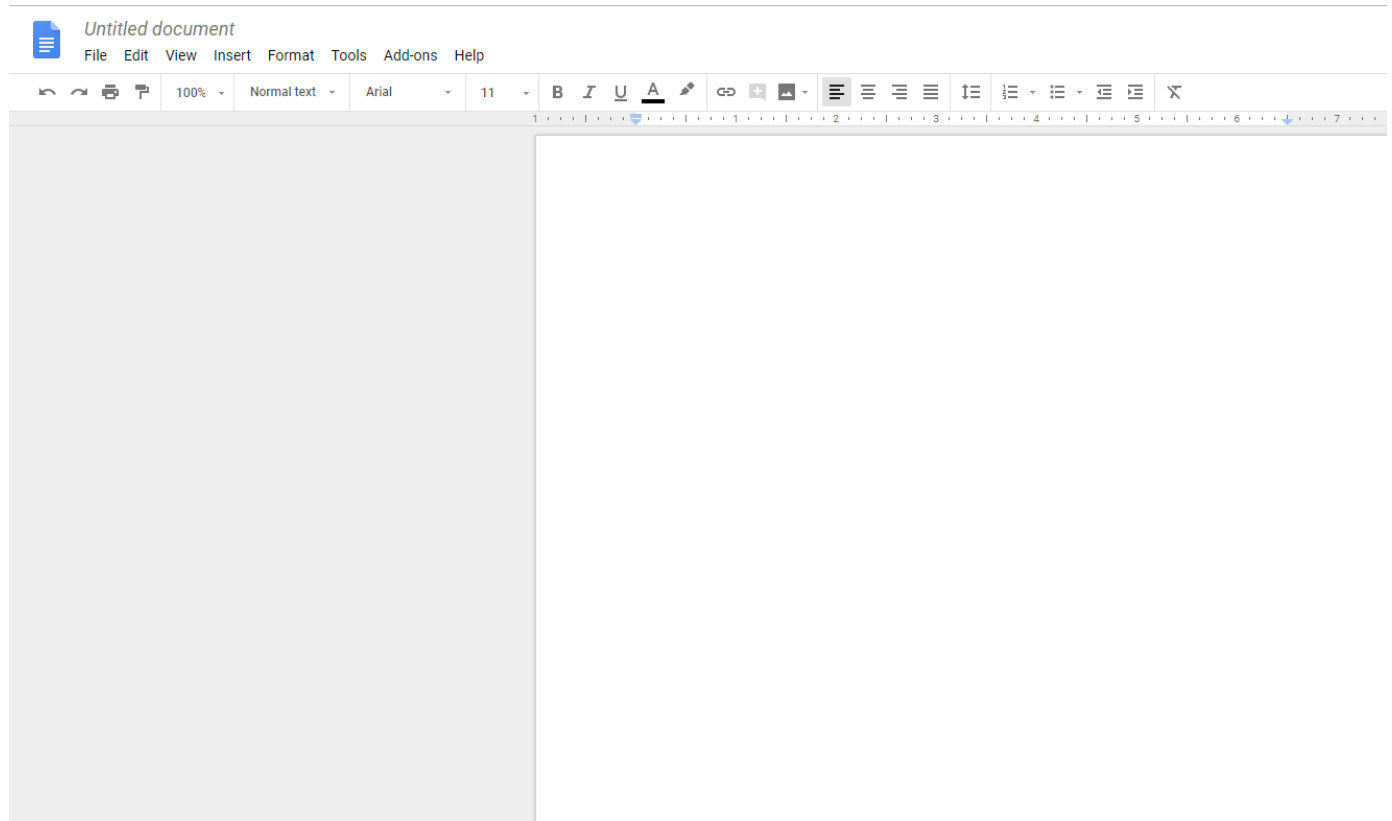 Untitled document
File Edit View Insert Format Tools Add-ons Help
100% Normal text Arial 11 B I U A
1 1 2 3 4 5 6 7